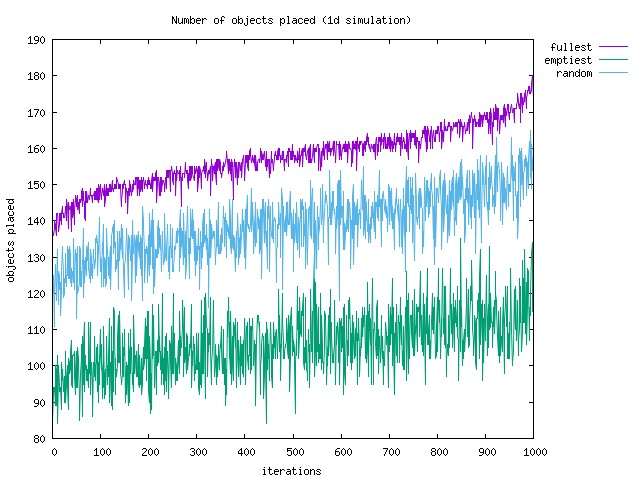 Number of objects placed (1d simulation)
fullest
emptiest
random
190
180
170
160
150
140
130
120
110
100
90
80
objects placed
0 100 200 300 400 500 600 700 800 900 1000
iterations